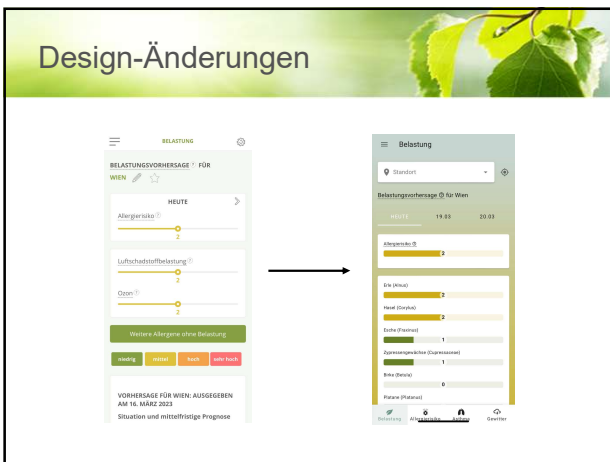 Design-Änderungen
BELASTUNG
BELASTUNGSVORHERSAGE FÜR
WIEN
HEUTE
Allergierisiko
2
Luftschadstoffbelastung
2
Ozon
2
Weitere Allergene ohne Belastung
niedrig mittel hoch sehr hoch
VORHERSAGE FÜR WIEN: AUSGEGEBEN
AM 16. MÄRZ 2023
Situation und mittelfristige Prognose
Belastung
Standort
Belastungsvorhersage für Wien
HEUTE 19.03 20.03
Allergierisiko
2
Erle (Alnus)
2
Hasel (Corylus)
2
Esche (Fraxinus)
1
Zypressengewächse (Cupressaceae)
1
Birke (Betula)
0
Platane (Platanus)
Belastung Allergierisiko Asthma Gewitter